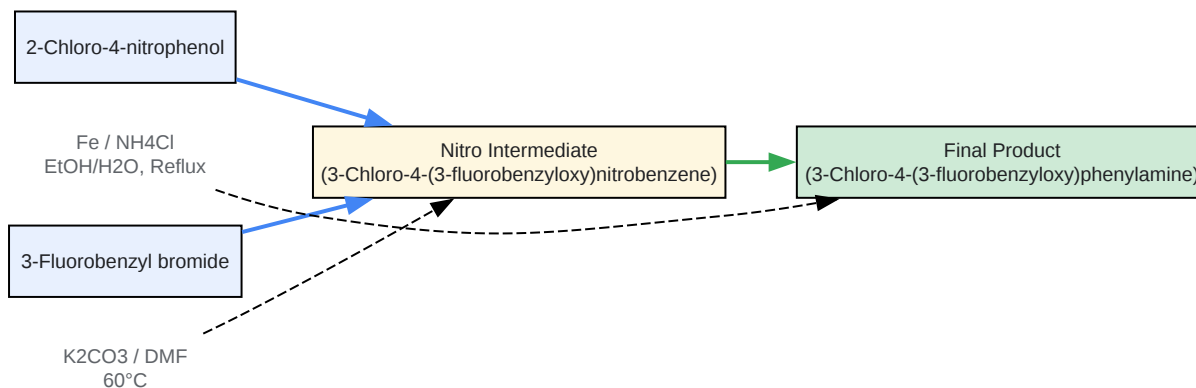 2-Chloro-4-nitrophenol
Fe / NH4Cl
EtOH/H2O, Reflux
Nitro Intermediate
(3-Chloro-4-(3-fluorobenzyloxy)nitrobenzene)
Final Product
(3-Chloro-4-(3-fluorobenzyloxy)phenylamine)
3-Fluorobenzyl bromide
K2CO3 / DMF
60°C